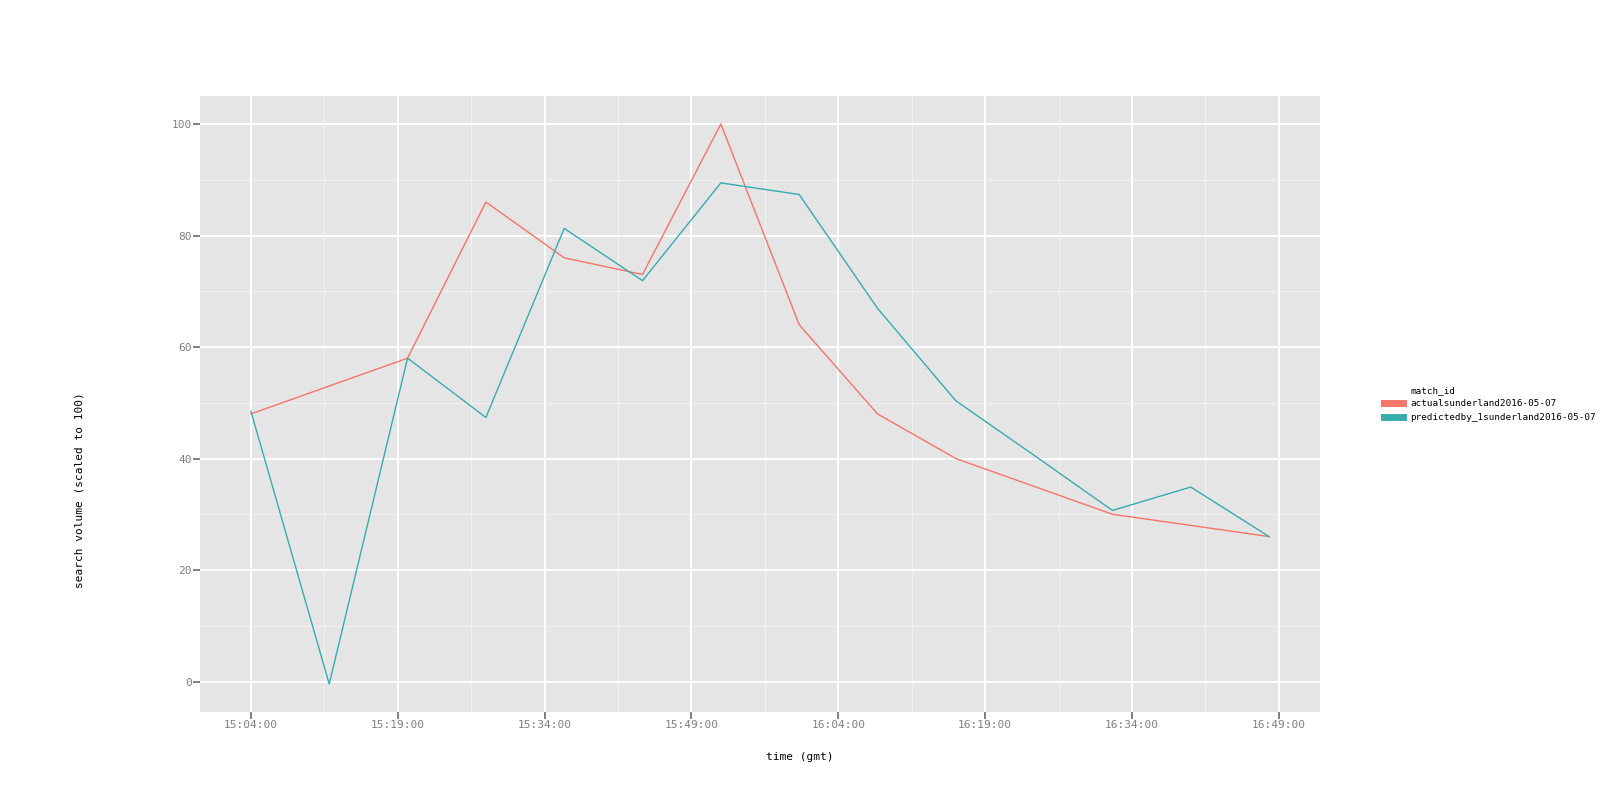 100
80
60
40
20
0
search volume (scaled to 100)
15:04:00 15:19:00 15:34:00 15:49:00 16:04:00 16:19:00 16:34:00 16:49:00
time (gmt)
match_id
actualsunderland2016-05-07
predictedby_1sunderland2016-05-07